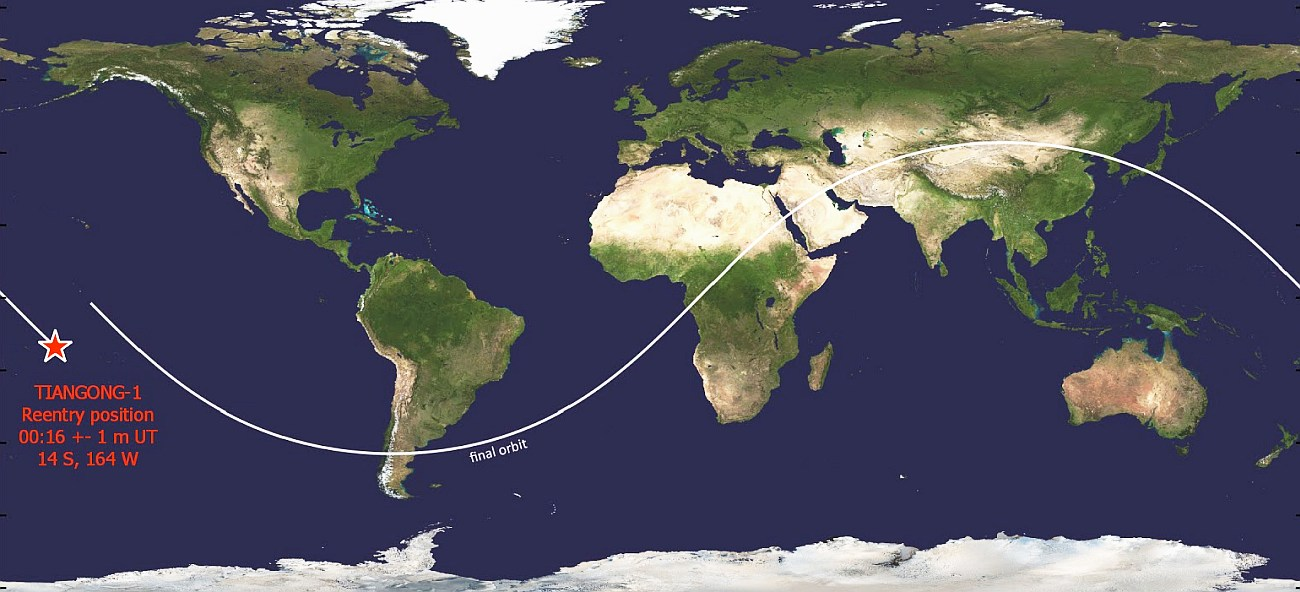 TIANGONG-1
Reentry position
00:16 +- 1 m UT
14 S, 164 W
final orbit